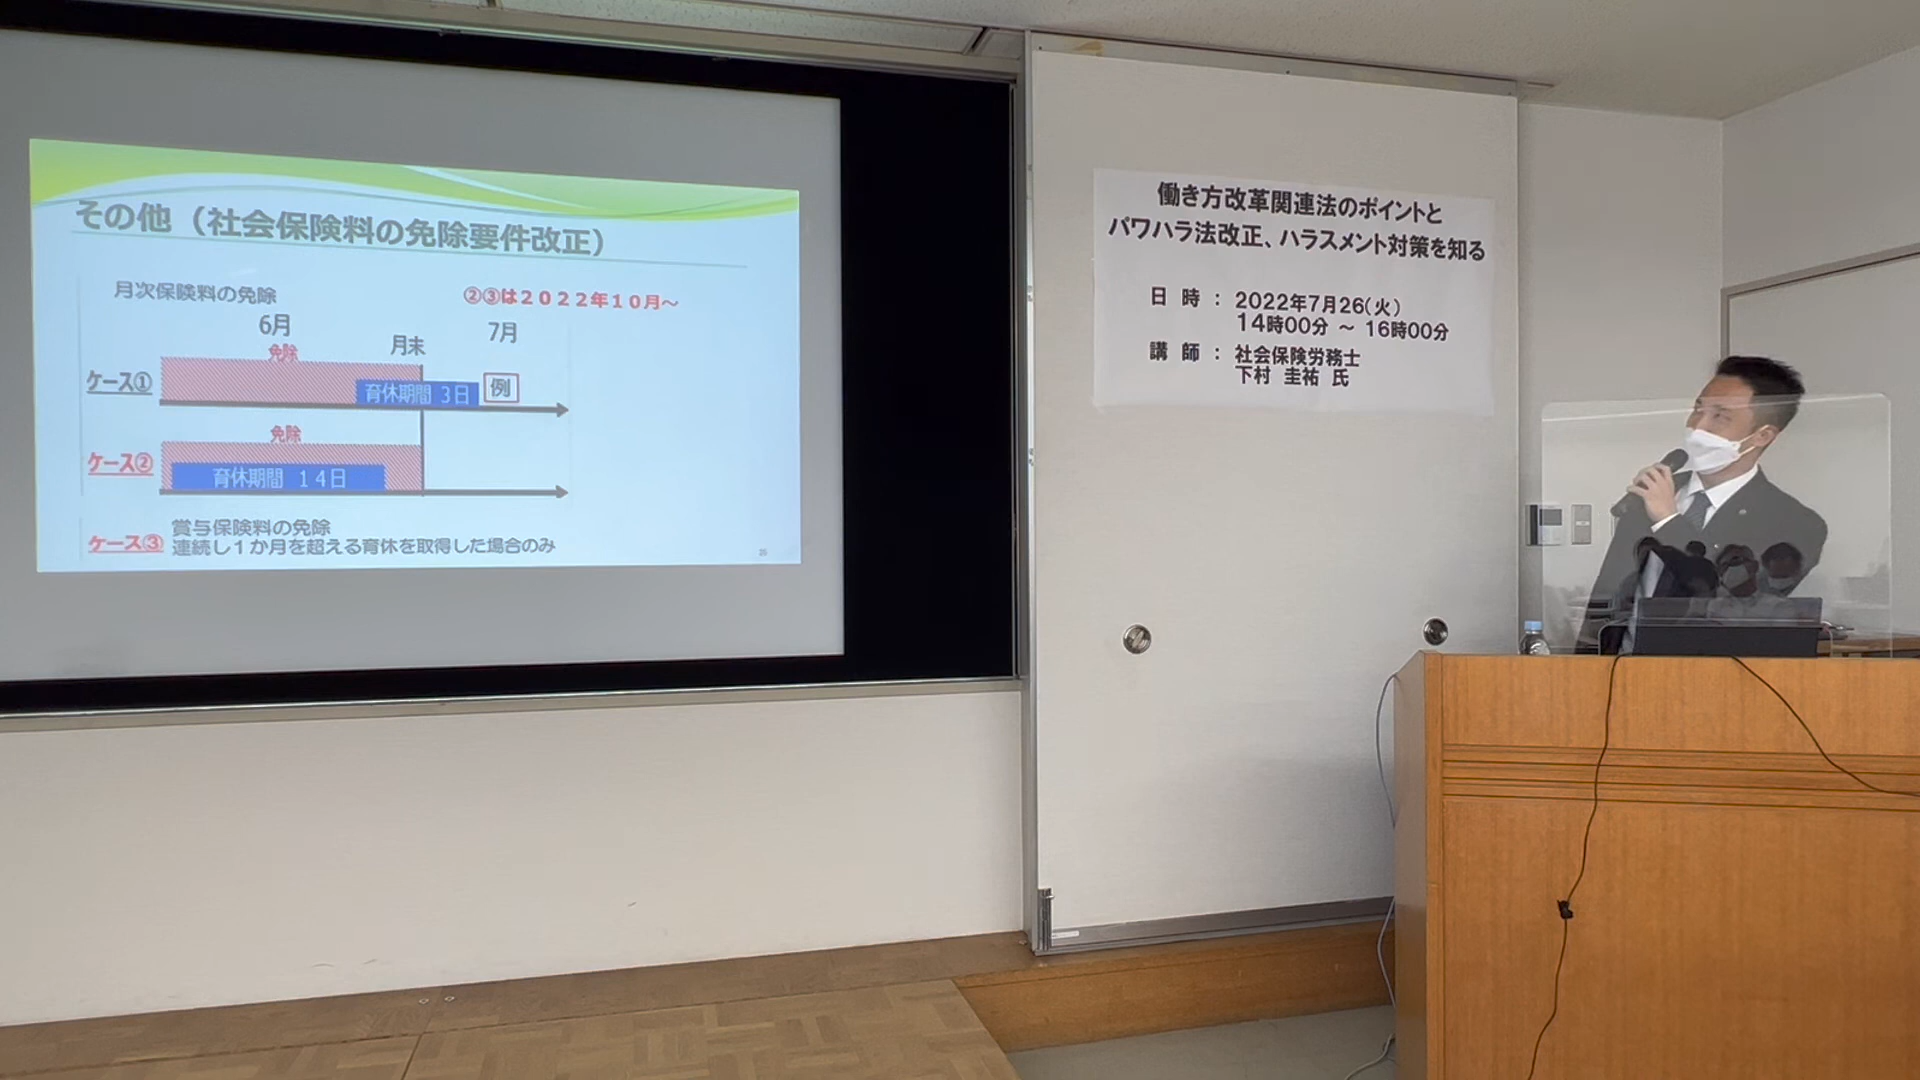 その他（社会保険料の免除要件改正）
月次保険料の免除
②③は２０２２年１０月～
6月
月末
7月
免除
ケース①
育休期間 3日
例
免除
ケース②
育休期間 １４日
ケース③
賞与保険料の免除
連続し１か月を超える育休を取得した場合のみ
働き方改革関連法のポイントと
パワハラ法改正、ハラスメント対策を知る
日 時 ： 2022年7月26(火)
14時00分 ～ 16時00分
講 師 ： 社会保険労務士
下村 圭祐 氏